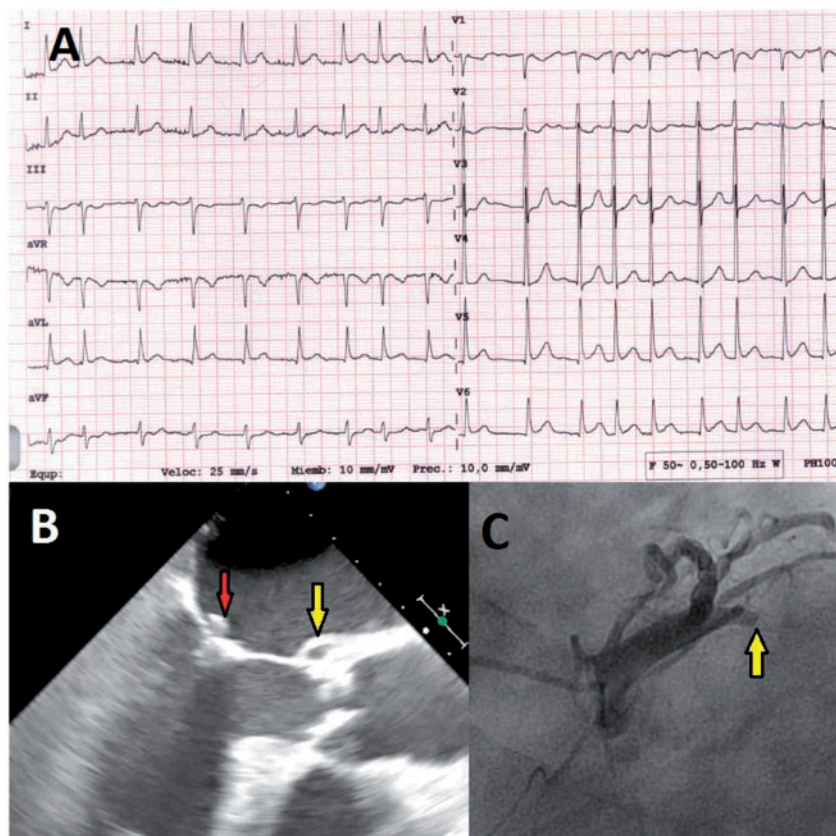 A
I
V1
II
V2
III
V3
aVR
V4
aVL
V5
aVF
V6
Equp:
Veloc: 25 mm/s
Miemb: 10 mm/mV
Prec.: 10,0 mm/mV
F 50~ 0,50-100 Hz W
PH100
B
X
C